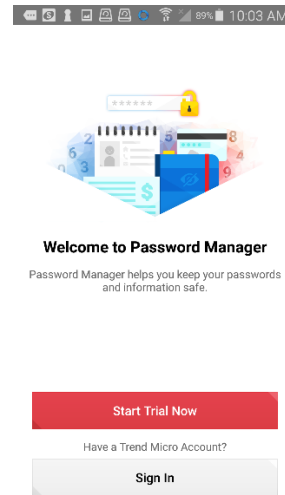 89% 10:03 AM
******
Welcome to Password Manager
Password Manager helps you keep your passwords
and information safe.
Start Trial Now
Have a Trend Micro Account?
Sign In